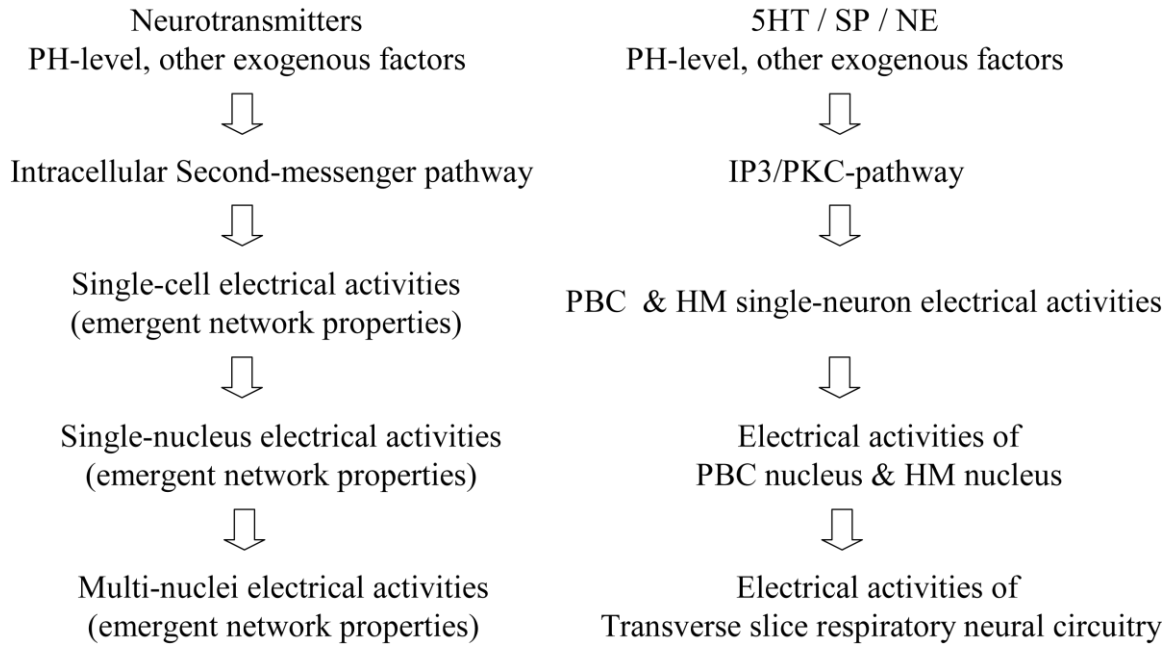 Neurotransmitters
PH-level, other exogenous factors
Intracellular Second-messenger pathway
Single-cell electrical activities
(emergent network properties)
Single-nucleus electrical activities
(emergent network properties)
Multi-nuclei electrical activities
(emergent network properties)
5HT / SP / NE
PH-level, other exogenous factors
IP3/PKC-pathway
PBC & HM single-neuron electrical activities
Electrical activities of
PBC nucleus & HM nucleus
Electrical activities of
Transverse slice respiratory neural circuitry